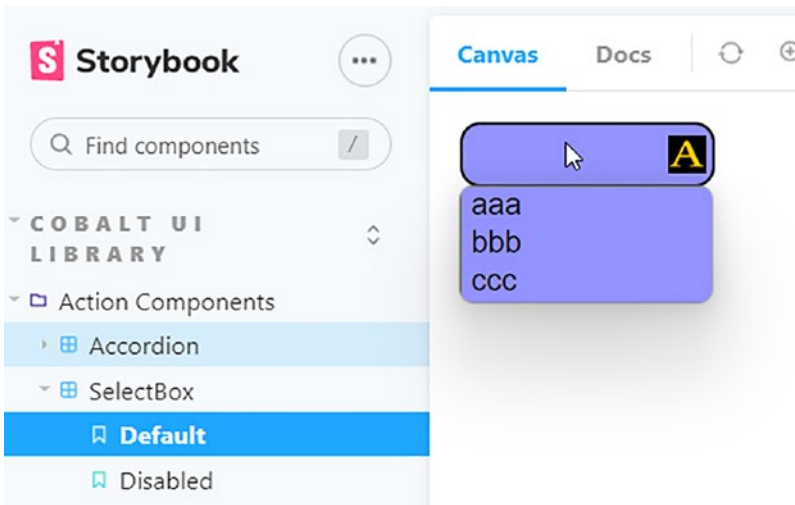 S Storybook
Find components /
COBALT UI
LIBRARY
Action Components
Accordion
SelectBox
Default
Disabled
Canvas Docs
A
aaa
bbb
ccc